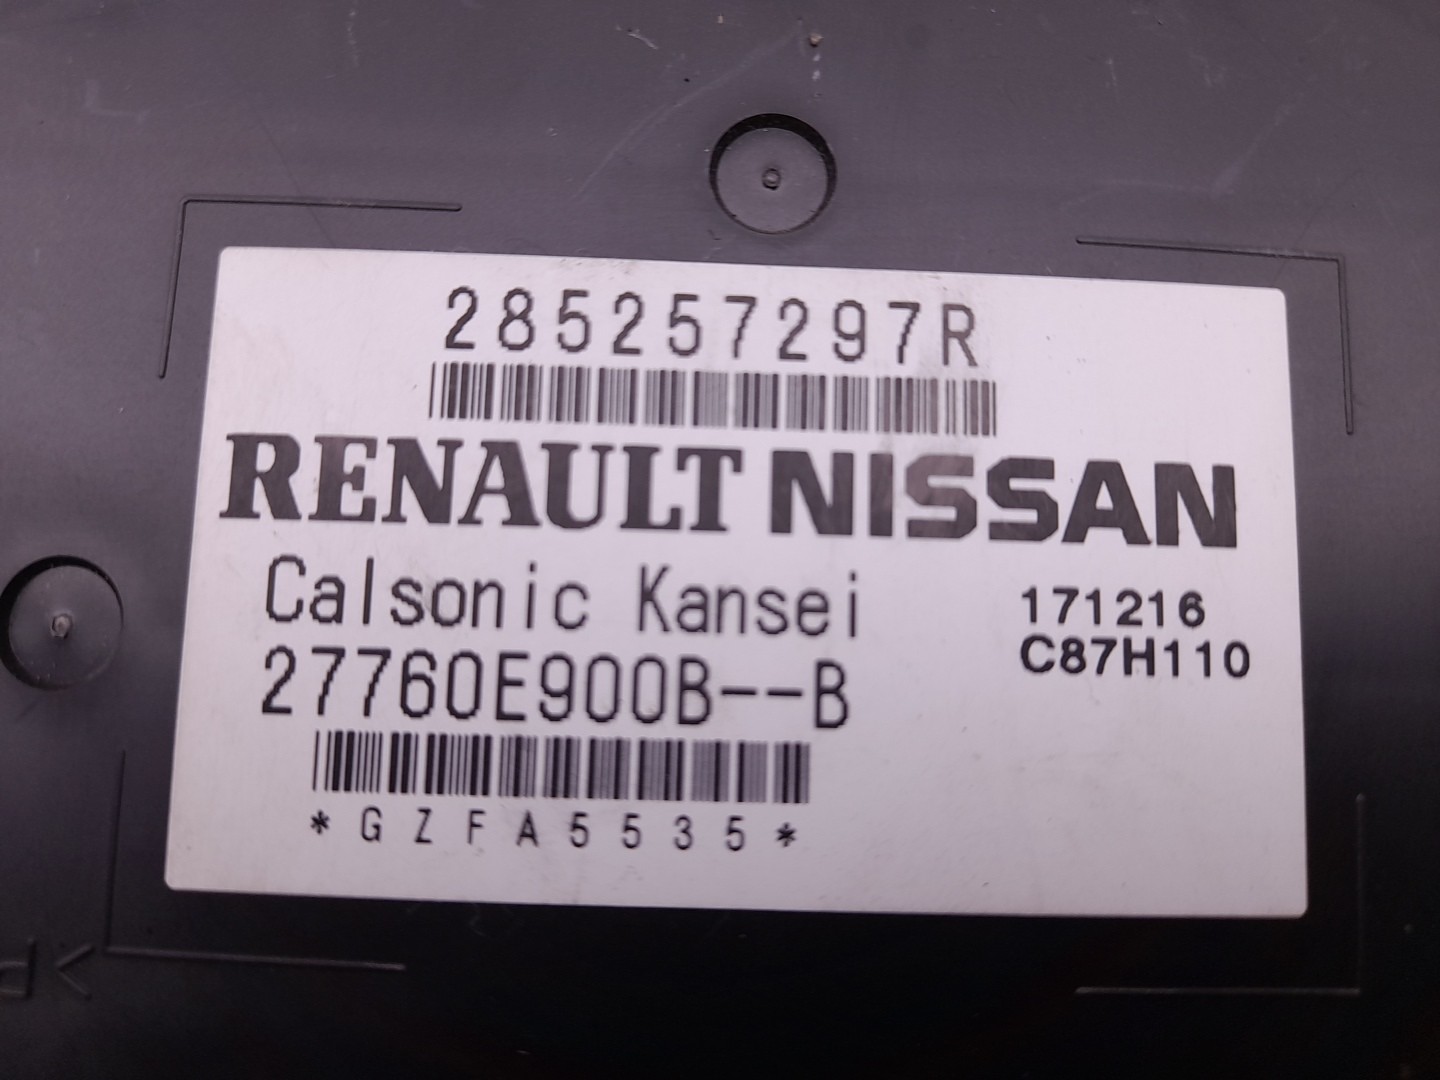 285257297R
RENAULT NISSAN
Calsonic Kansei
171216
27760E900B--B
C87H110
*GZFA5535*